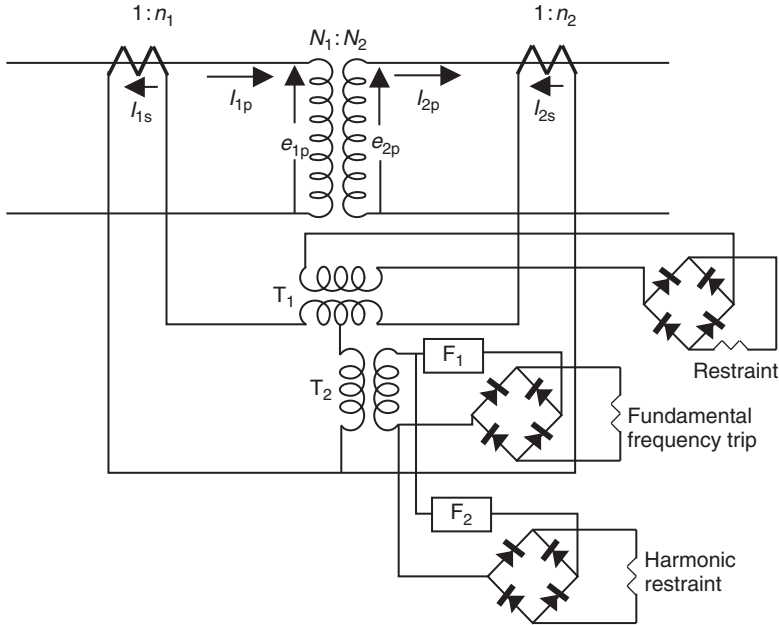 1 : n₁
N₁ : N₂
1 : n₂
I₁s
I₁p
I₂p
I₂s
e₁p
e₂p
T₁
T₂
F₁
Restraint
Fundamental
frequency trip
F₂
Harmonic
restraint